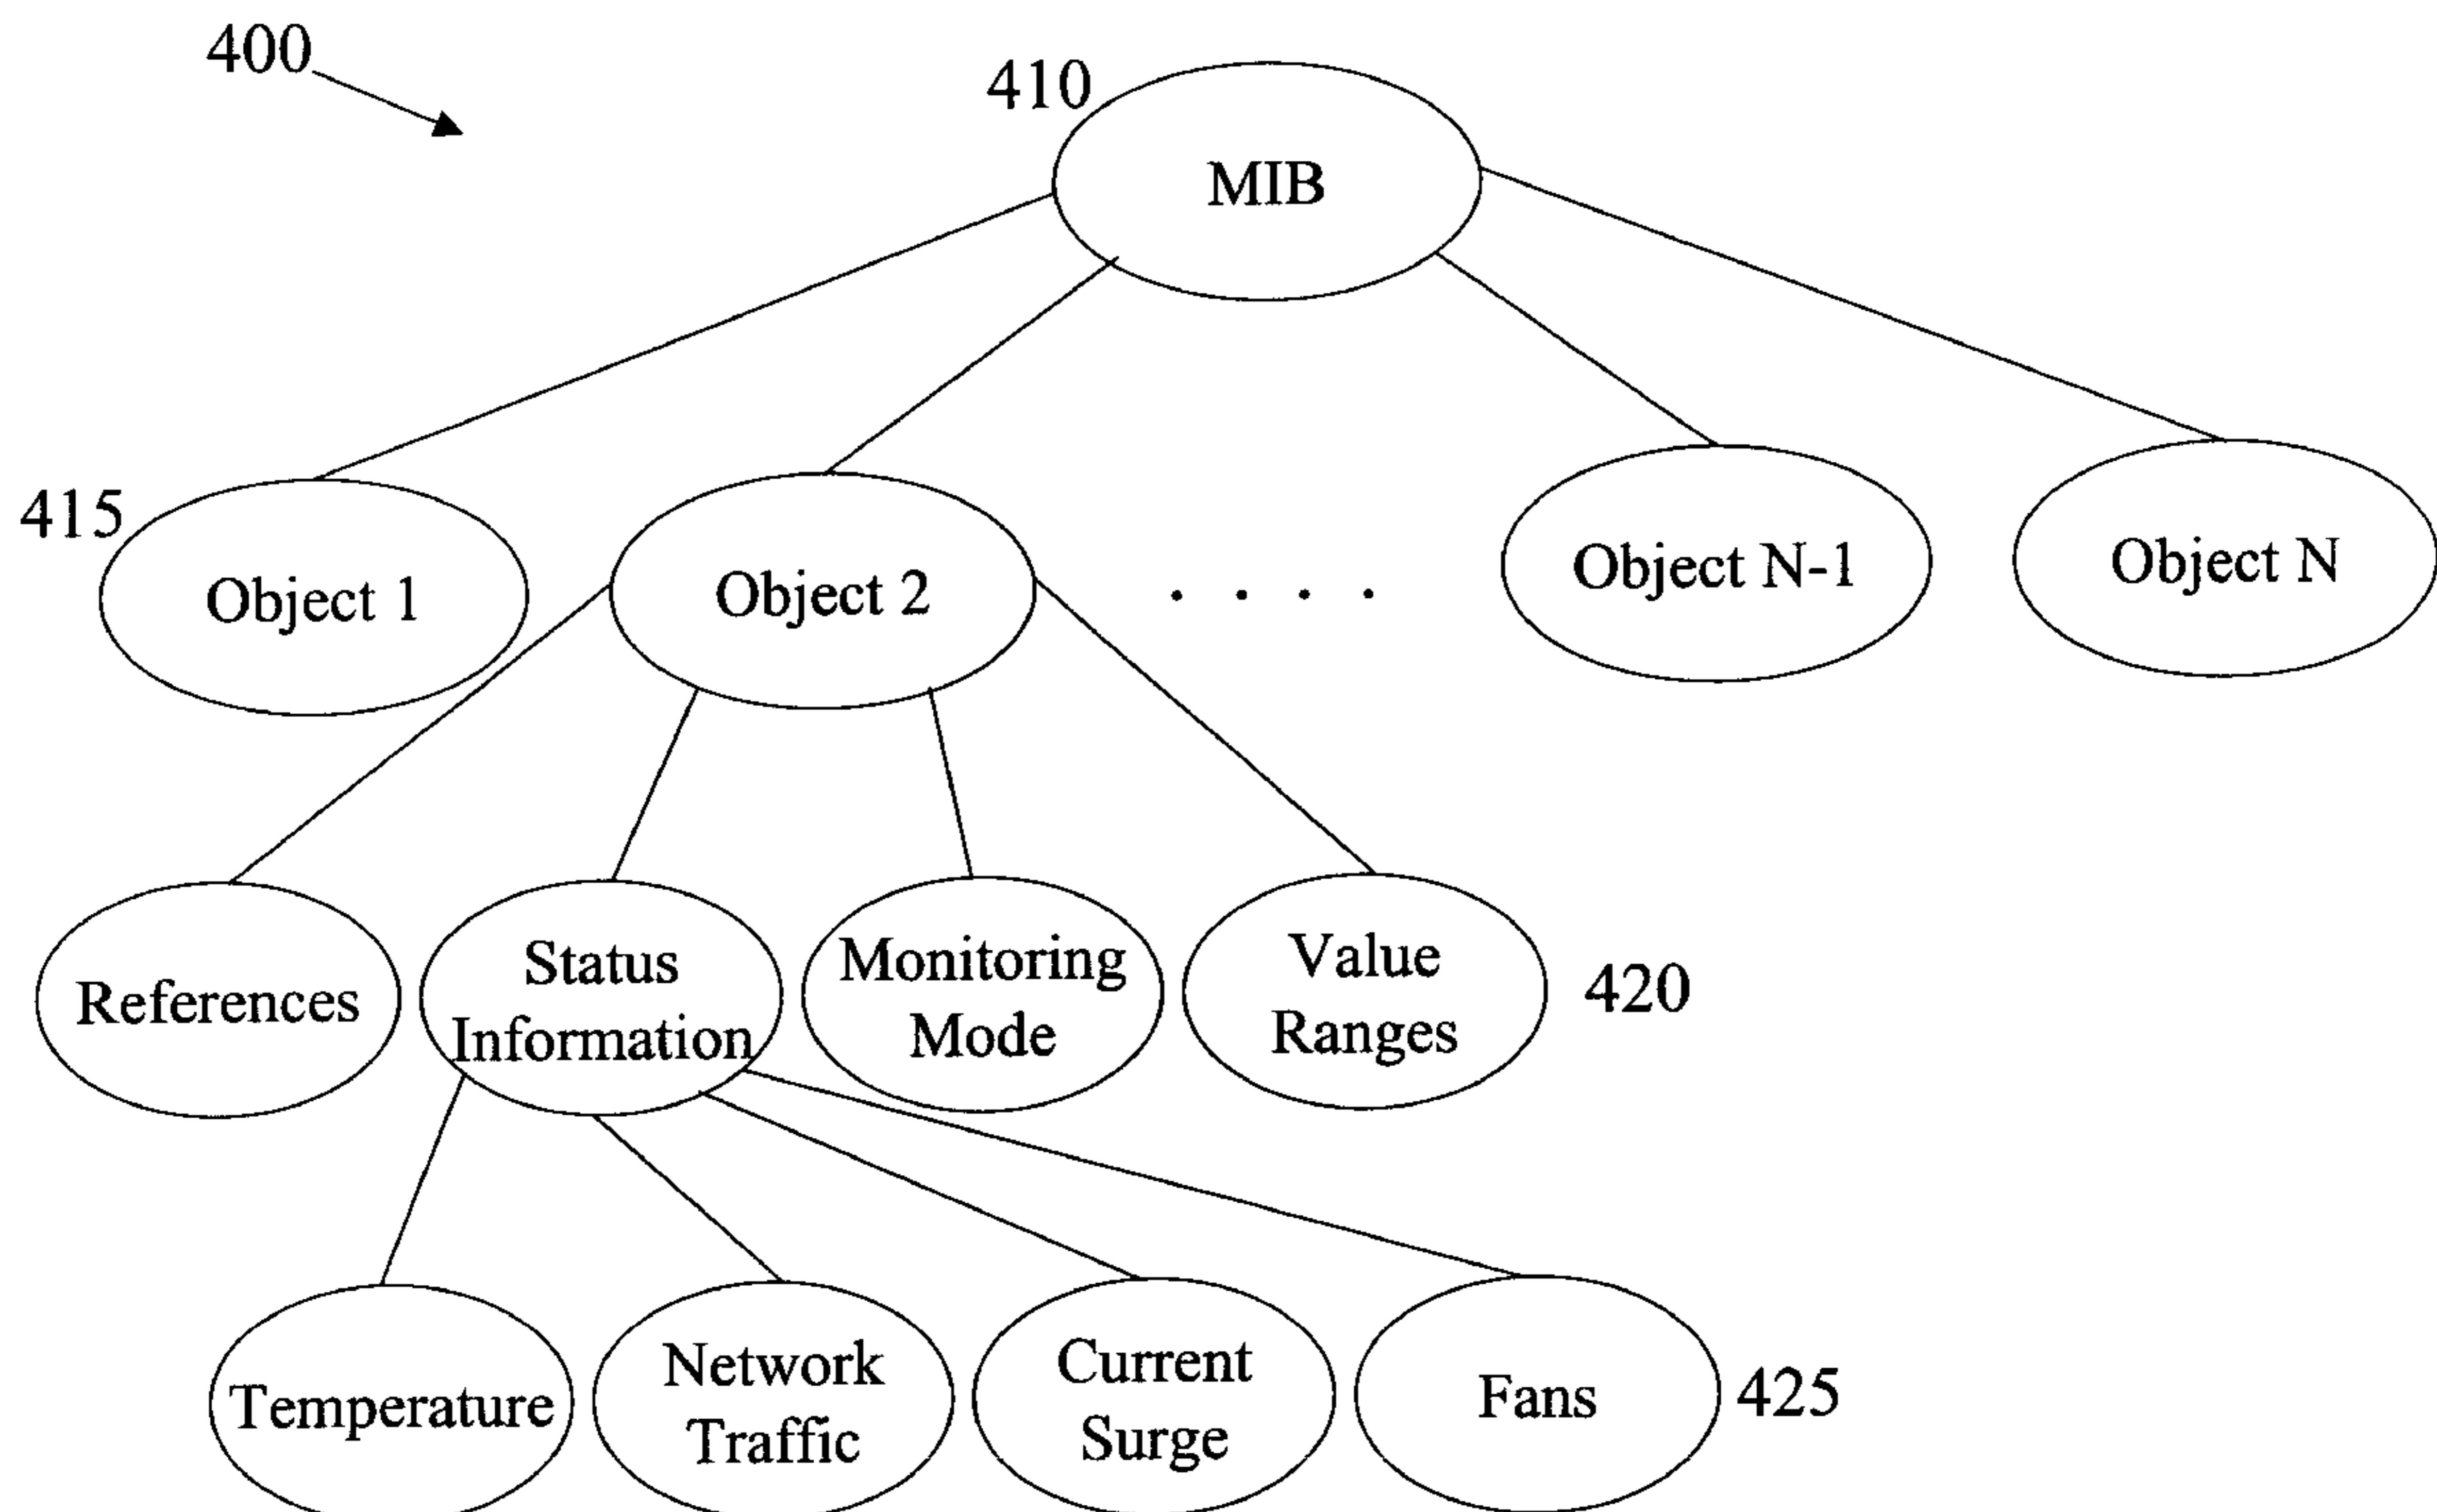 400
410
MIB
415
Object 1
Object 2
. . . .
Object N-1
Object N
References
Status
Information
Monitoring
Mode
Value
Ranges
420
Temperature
Network
Traffic
Current
Surge
Fans
425